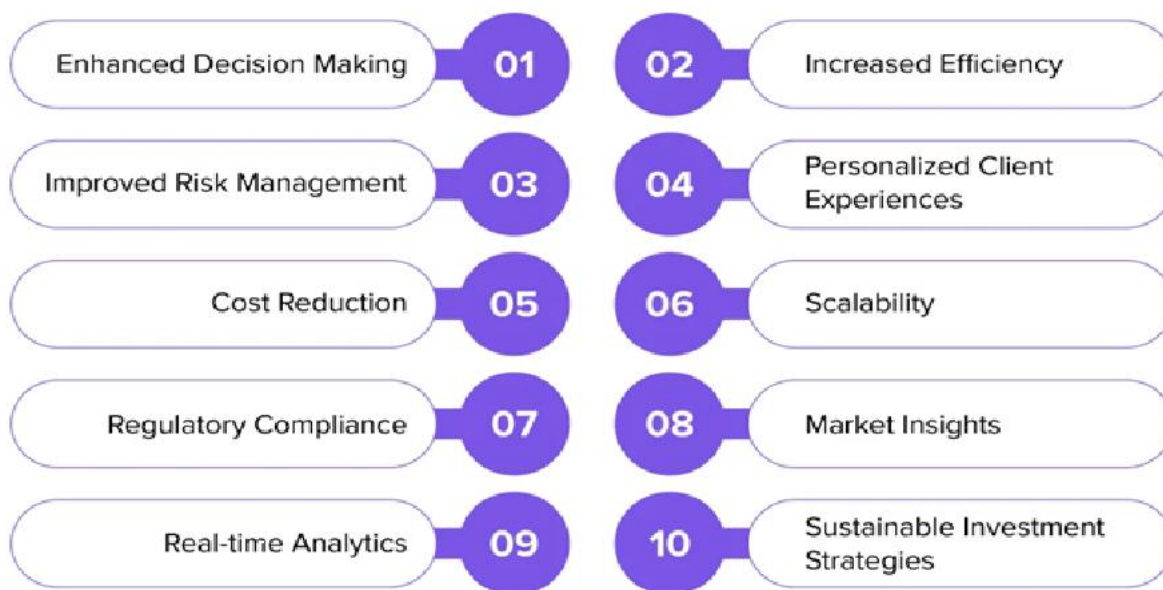 Enhanced Decision Making 01
02 Increased Efficiency
Improved Risk Management 03
04 Personalized Client
Experiences
Cost Reduction 05
06 Scalability
Regulatory Compliance 07
08 Market Insights
Real-time Analytics 09
10 Sustainable Investment
Strategies